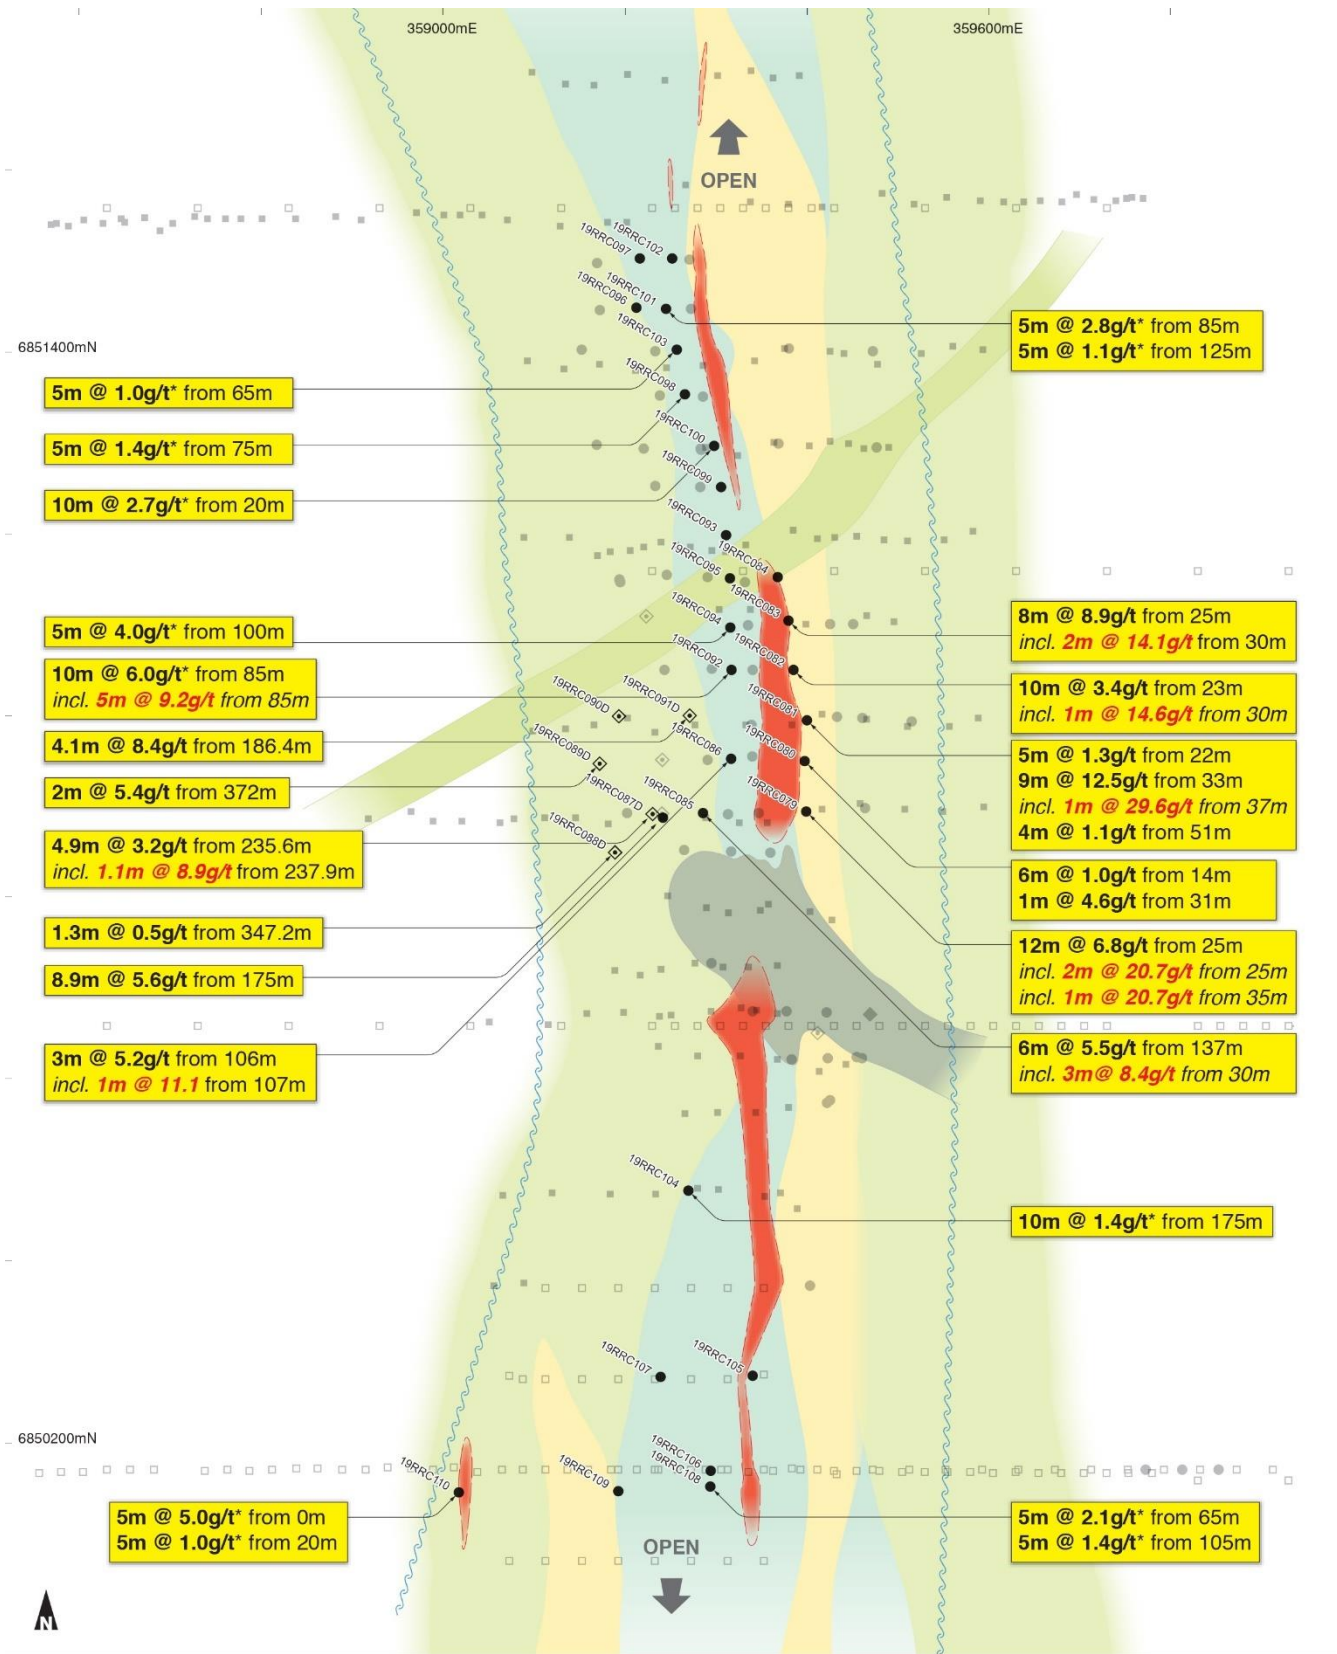 359000mE
359600mE
OPEN
19RRC102
19RRC097
19RRC101
19RRC096
19RRC103
5m @ 2.8g/t* from 85m
5m @ 1.1g/t* from 125m
6851400mN
19RRC098
5m @ 1.0g/t* from 65m
19RRC100
5m @ 1.4g/t* from 75m
19RRC099
10m @ 2.7g/t* from 20m
19RRC093
19RRC084
19RRC095
19RRC083
19RRC094
5m @ 4.0g/t* from 100m
8m @ 8.9g/t from 25m
incl. 2m @ 14.1g/t from 30m
19RRC082
19RRC092
10m @ 6.0g/t* from 85m
incl. 5m @ 9.2g/t from 85m
10m @ 3.4g/t from 23m
incl. 1m @ 14.6g/t from 30m
19RRC090D
19RRC091D
19RRC081
19RRC086
19RRC080
4.1m @ 8.4g/t from 186.4m
5m @ 1.3g/t from 22m
9m @ 12.5g/t from 33m
incl. 1m @ 29.6g/t from 37m
4m @ 1.1g/t from 51m
19RRC089D
19RRC087D
19RRC085
19RRC079
2m @ 5.4g/t from 372m
19RRC088D
4.9m @ 3.2g/t from 235.6m
incl. 1.1m @ 8.9g/t from 237.9m
6m @ 1.0g/t from 14m
1m @ 4.6g/t from 31m
1.3m @ 0.5g/t from 347.2m
12m @ 6.8g/t from 25m
incl. 2m @ 20.7g/t from 25m
incl. 1m @ 20.7g/t from 35m
8.9m @ 5.6g/t from 175m
3m @ 5.2g/t from 106m
incl. 1m @ 11.1 from 107m
6m @ 5.5g/t from 137m
incl. 3m@ 8.4g/t from 30m
19RRC104
10m @ 1.4g/t* from 175m
19RRC107
19RRC105
6850200mN
19RRC110
19RRC109
19RRC106
19RRC108
5m @ 5.0g/t* from 0m
5m @ 1.0g/t* from 20m
5m @ 2.1g/t* from 65m
5m @ 1.4g/t* from 105m
OPEN
N